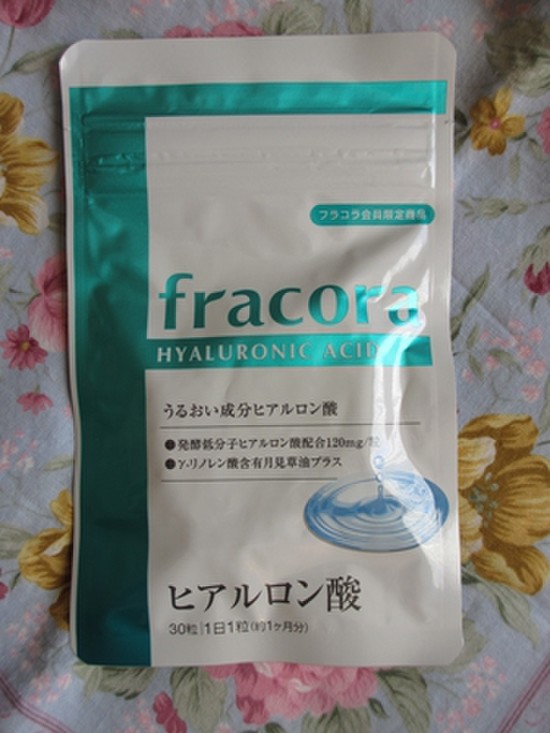 フラコラ会員限定商品
fracora
HYALURONIC ACID
うるおい成分ヒアルロン酸
●発酵低分子ヒアルロン酸配合120mg/粒
●γ-リノレン酸含有月見草油プラス
ヒアルロン酸
30粒|1日1粒(約1ヶ月分)